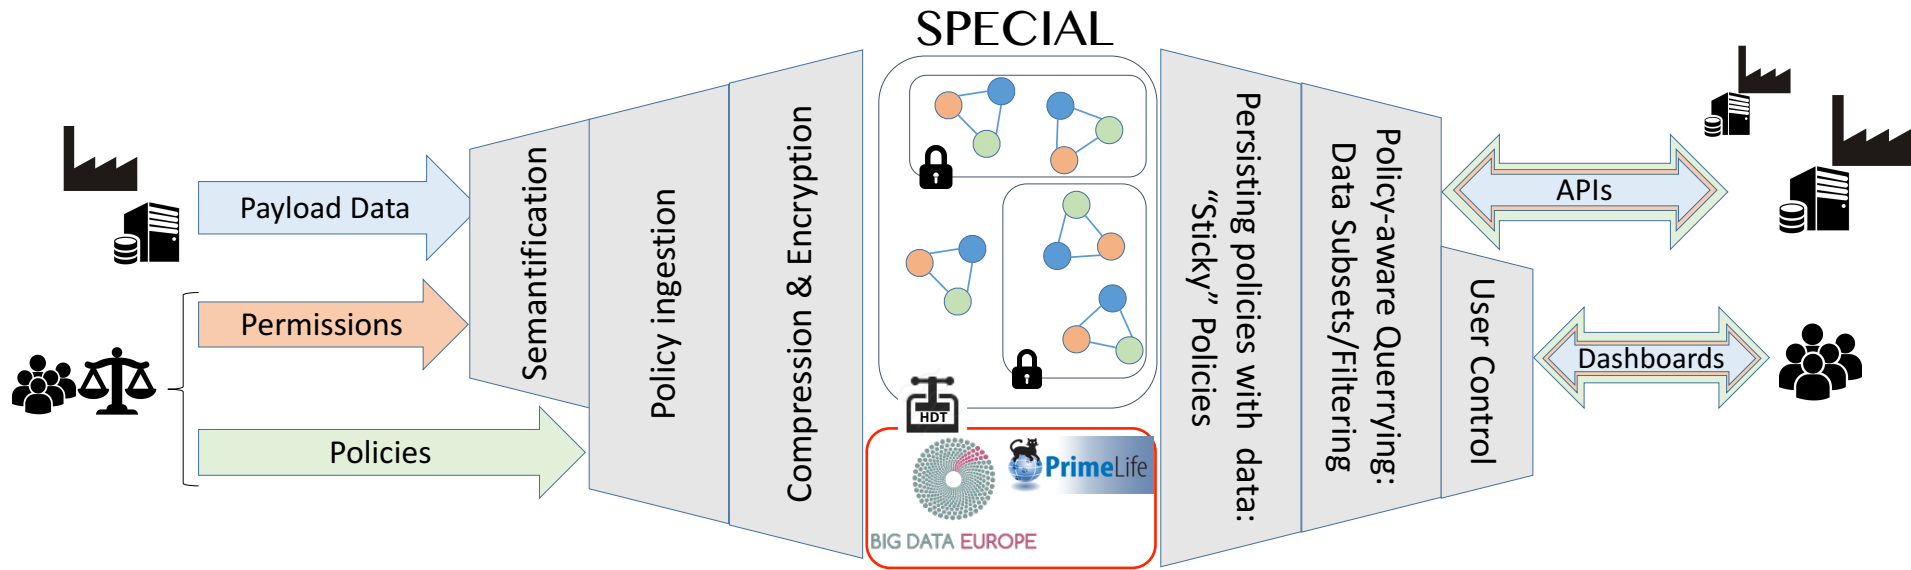 SPECIAL
Payload Data
Permissions
Policies
Semantification
Policy ingestion
Compression & Encryption
HDT
BIG DATA EUROPE
PrimeLife
Persisting policies with data:
“Sticky” Policies
Policy-aware Querrying:
Data Subsets/Filtering
User Control
APIs
Dashboards